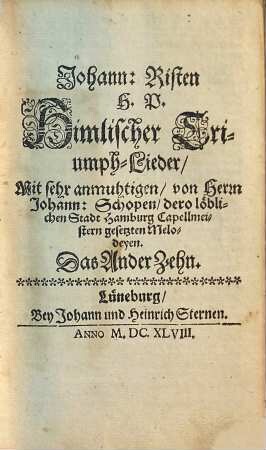 Johann: Risten
H. P.
Himlischer Tri-
umph-Lieder/
Mit sehr anmuhtigen/ von Herrn
Johann: Schopen/ dero löbli-
chen Stadt Hamburg Capellmei-
stern gesetzten Melo-
deyen.
Das Ander Zehn.
Lüneburg/
Bey Johann und Heinrich Sternen.
ANNO M. DC. XLVIII.